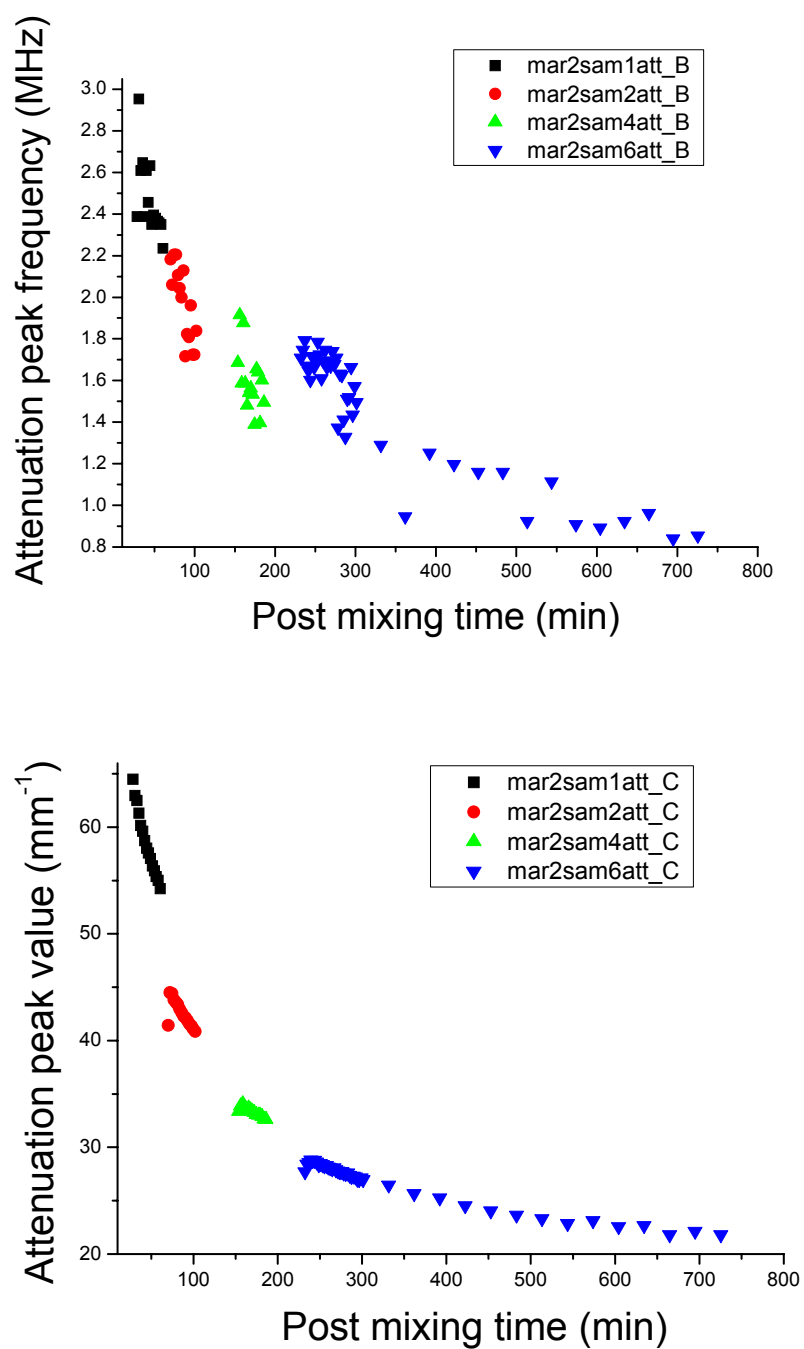 Attenuation peak frequency (MHz)
mar2sam1att_B
mar2sam2att_B
mar2sam4att_B
mar2sam6att_B
3.0
2.8
2.6
2.4
2.2
2.0
1.8
1.6
1.4
1.2
1.0
0.8
100 200 300 400 500 600 700 800
Post mixing time (min)
Attenuation peak value (mm⁻¹)
mar2sam1att_C
mar2sam2att_C
mar2sam4att_C
mar2sam6att_C
60
50
40
30
20
100 200 300 400 500 600 700 800
Post mixing time (min)